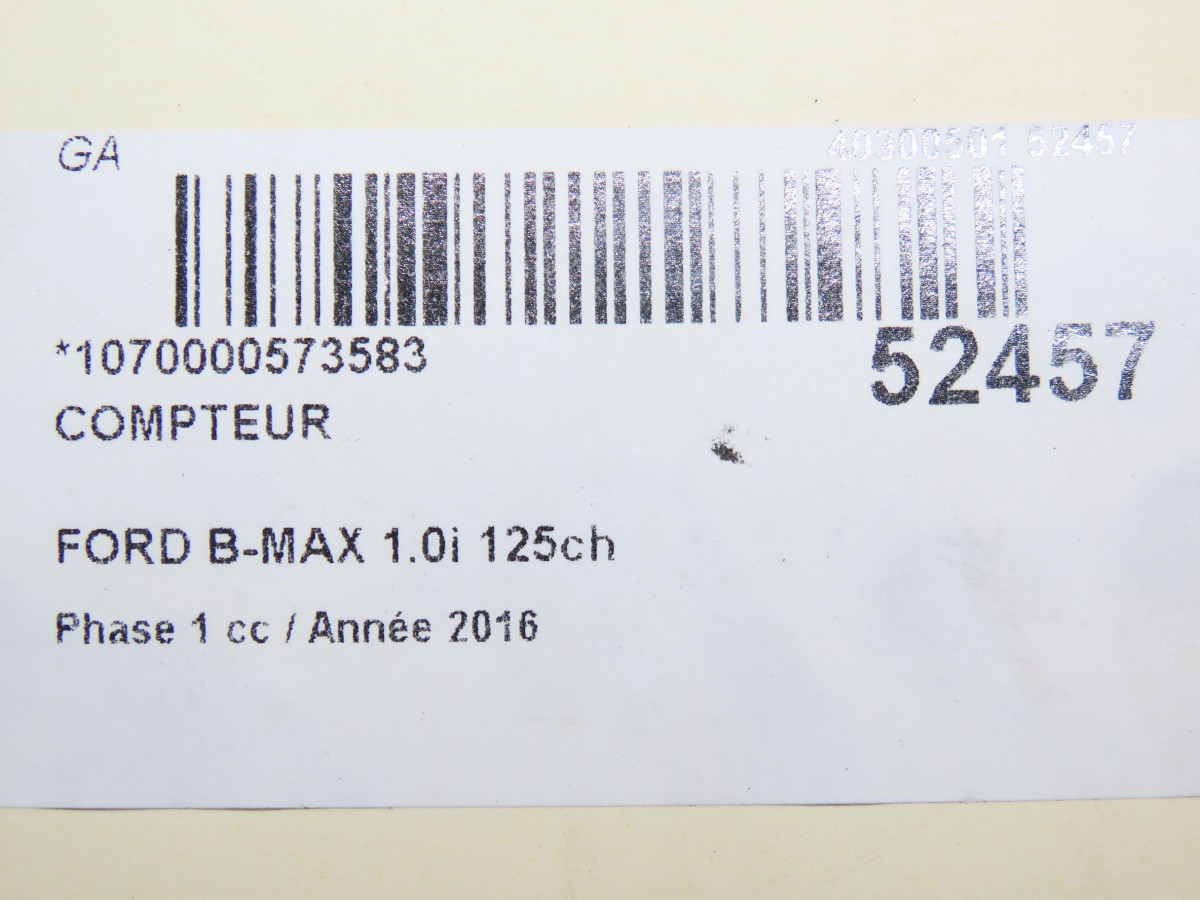 GA
40300501 52457
*1070000573583
52457
COMPTEUR
FORD B-MAX 1.0i 125ch
Phase 1 cc / Année 2016